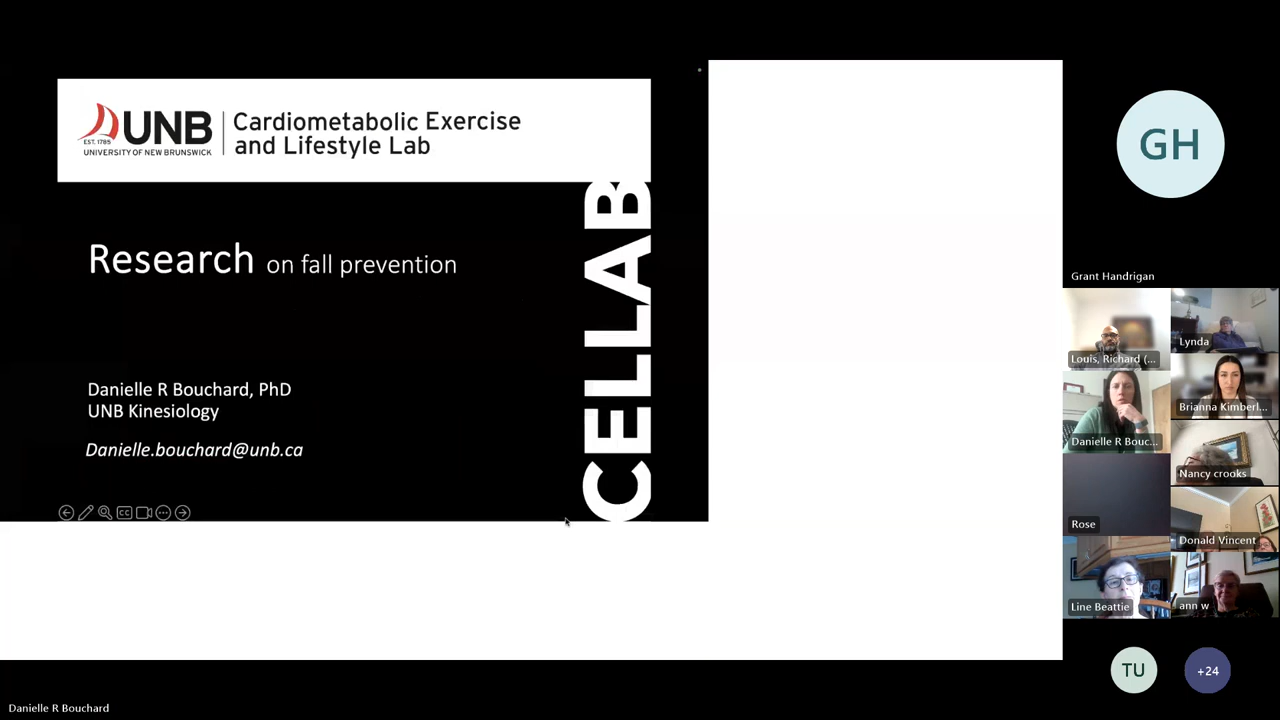 UNB
EST. 1785
UNIVERSITY OF NEW BRUNSWICK
Cardiometabolic Exercise
and Lifestyle Lab
CELLAB
Research on fall prevention
Danielle R Bouchard, PhD
UNB Kinesiology
Danielle.bouchard@unb.ca
CC
GH
Grant Handrigan
Louis, Richard (...
Lynda
Danielle R Bouc...
Brianna Kimberl...
Nancy crooks
Rose
Donald Vincent
Line Beattie
ann w
TU
+24
Danielle R Bouchard